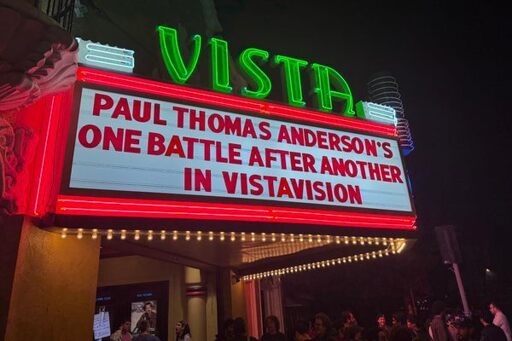 VISTA
PAUL THOMAS ANDERSON'S
ONE BATTLE AFTER ANOTHER
IN VISTAVISION